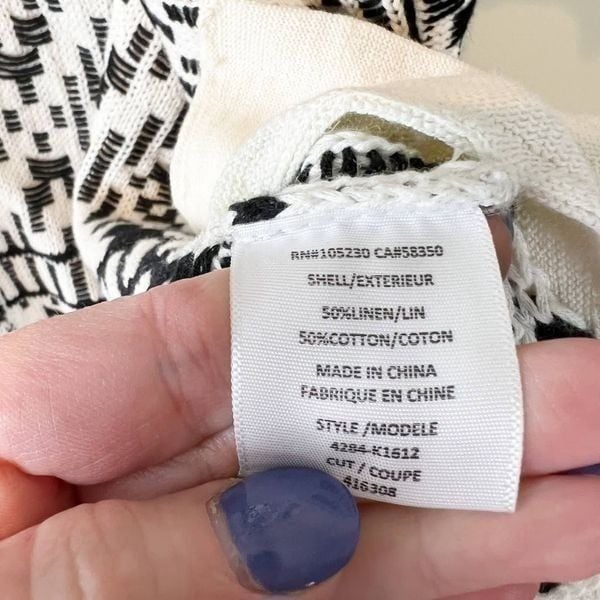 RN#105230 CA#58350
SHELL/EXTERIEUR
50%LINEN/LIN
50%COTTON/COTON
MADE IN CHINA
FABRIQUE EN CHINE
STYLE /MODELE
4284-K1612
CUT / COUPE
416308